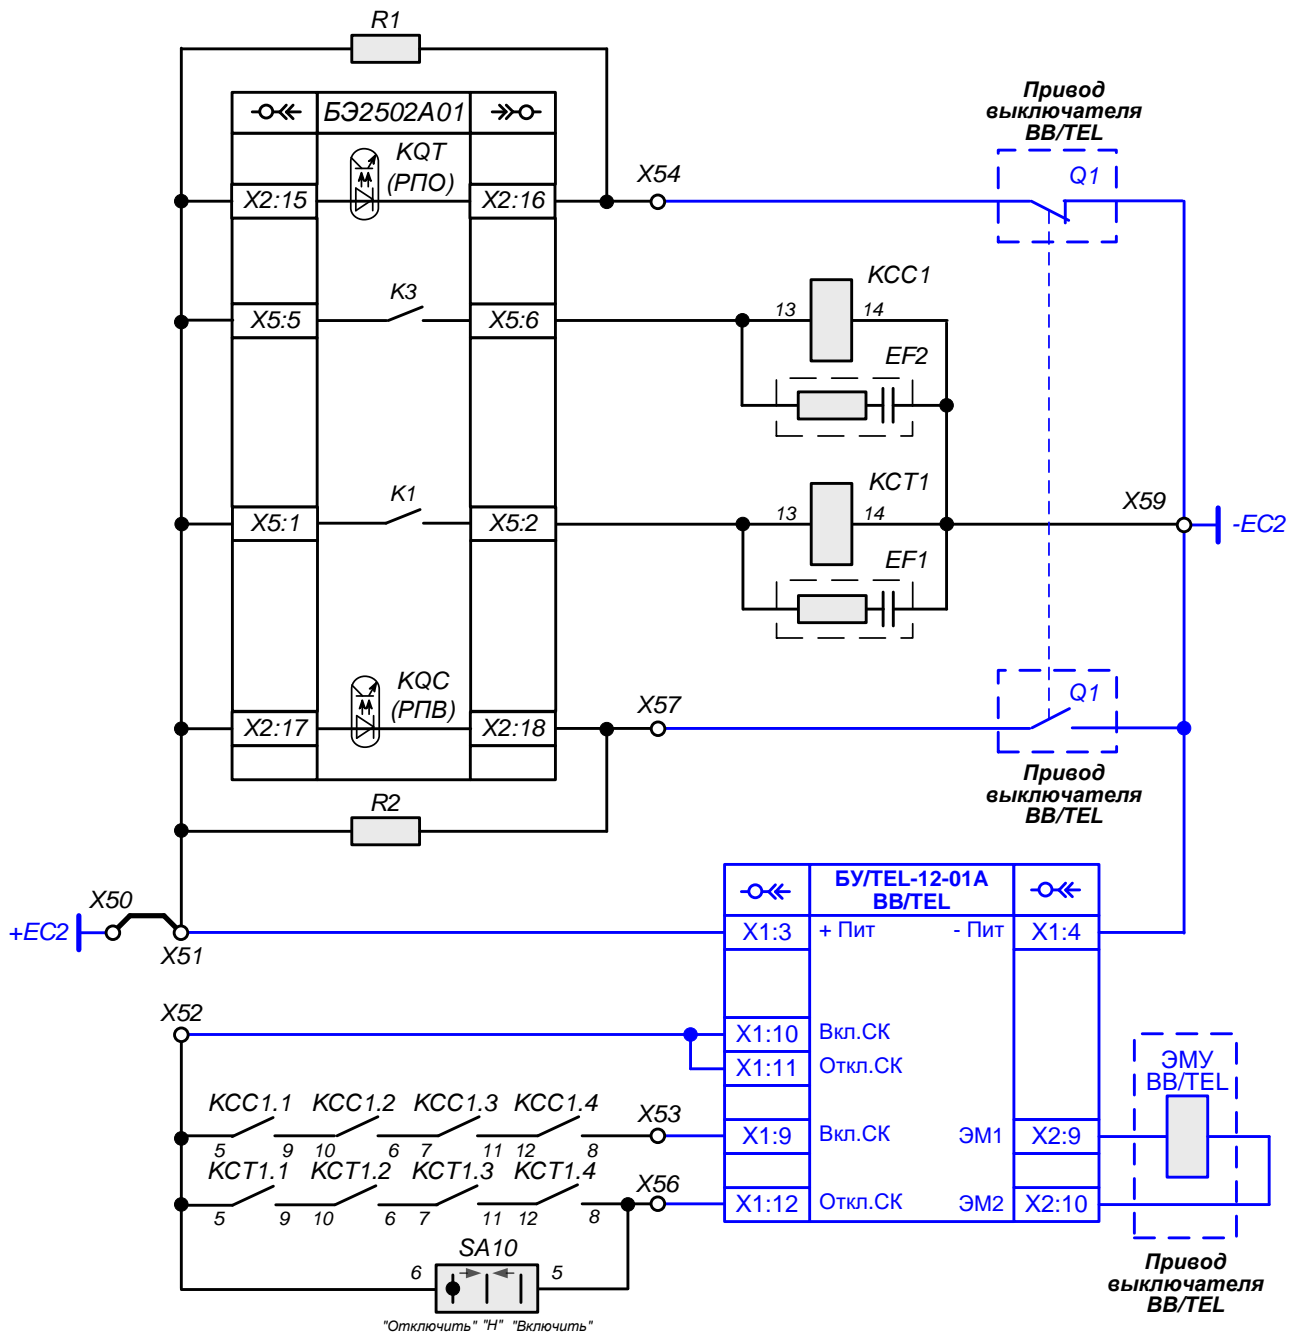 R1
БЭ2502А01
Привод
выключателя
ВВ/TEL
KQT
(РПО)
X54
Q1
X2:15
X2:16
KCC1
K3
13
14
X5:5
X5:6
EF2
KCT1
K1
13
14
X59
X5:1
X5:2
-EC2
EF1
KQC
(РПВ)
X57
Q1
X2:17
X2:18
Привод
выключателя
ВВ/TEL
R2
БУ/TEL-12-01А
ВВ/TEL
X50
+EC2
X51
X1:3
+ Пит
- Пит
X1:4
X52
X1:10
Вкл.СК
X1:11
Откл.СК
ЭМУ
ВВ/TEL
KCC1.1
KCC1.2
KCC1.3
KCC1.4
X53
X1:9
Вкл.СК
ЭМ1
X2:9
5
9
10
6
7
11
12
8
KCT1.1
KCT1.2
KCT1.3
KCT1.4
X56
X1:12
Откл.СК
ЭМ2
X2:10
5
9
10
6
7
11
12
8
SA10
6
5
"Отключить" "Н" "Включить"
Привод
выключателя
ВВ/TEL